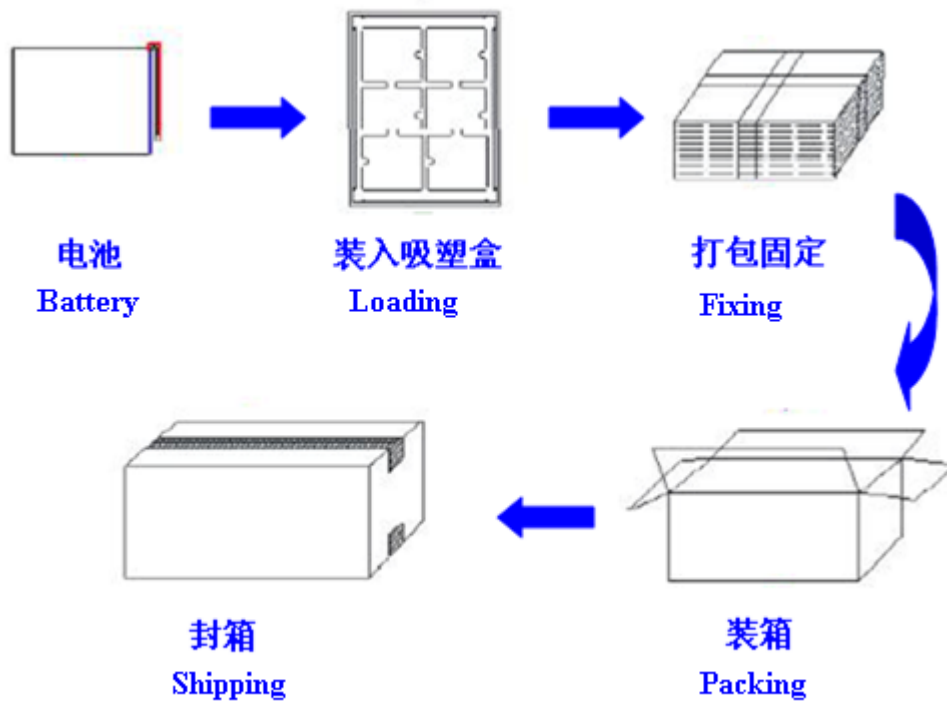 电池
Battery
装入吸塑盒
Loading
打包固定
Fixing
装箱
Packing
封箱
Shipping